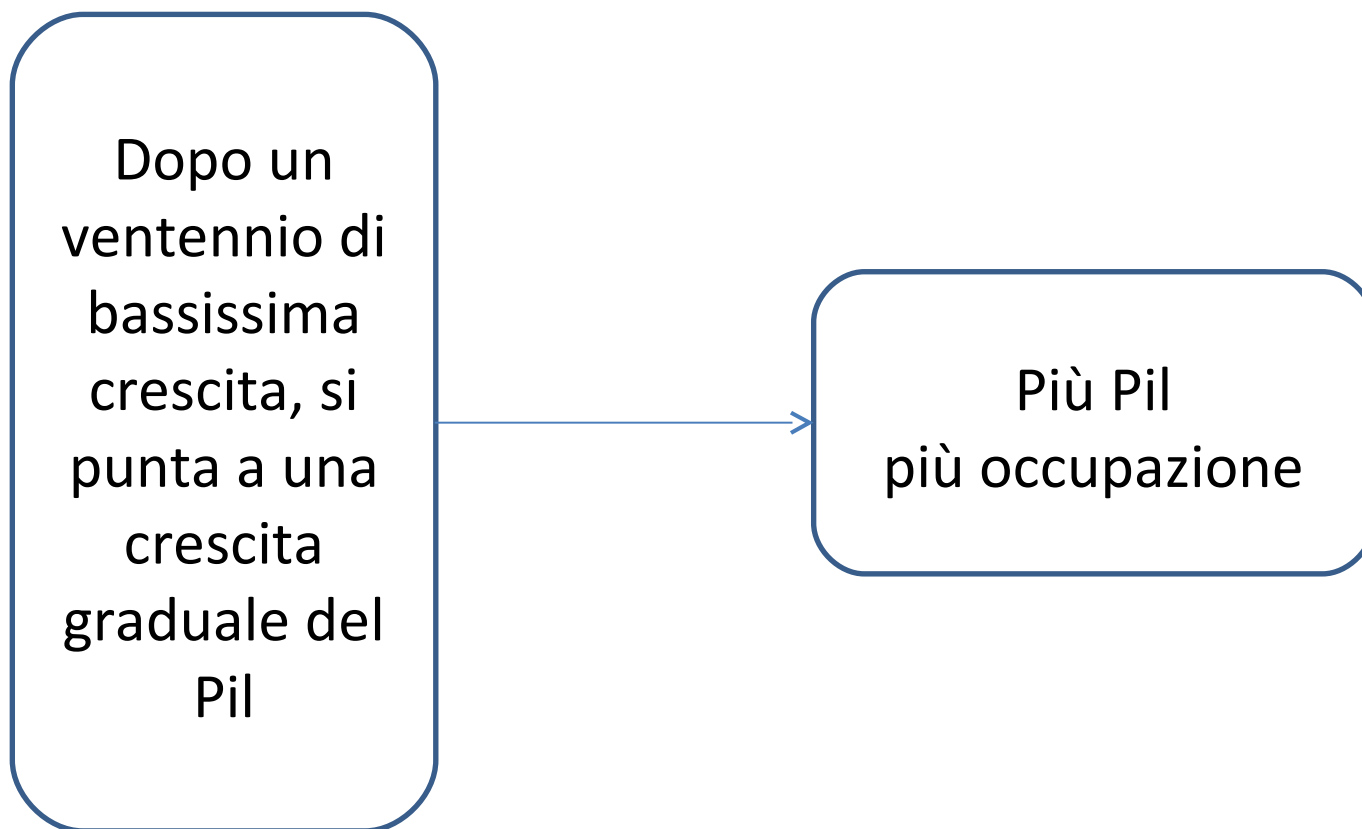 Dopo un
ventennio di
bassissima
crescita, si
punta a una
crescita
graduale del
Pil
Più Pil
più occupazione